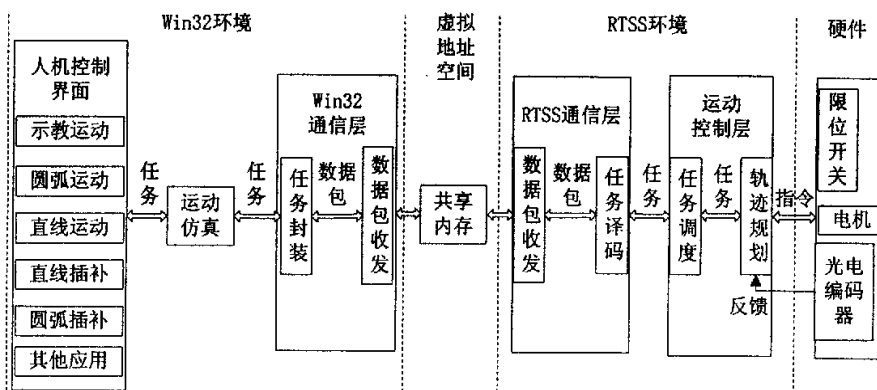 Win32环境
虚拟
地址
空间
RTSS环境
硬件
人机控制
界面
示教运动
圆弧运动
直线运动
直线插补
圆弧插补
其他应用
任务
运动
仿真
任务
Win32
通信层
任务封装
数据
包
数据包收发
共享
内存
RTSS通信层
数据包收发
数据
包
任务译码
任务
运动
控制层
任务调度
任务
轨迹规划
指令
反馈
限位开关
电机
光电
编码
器